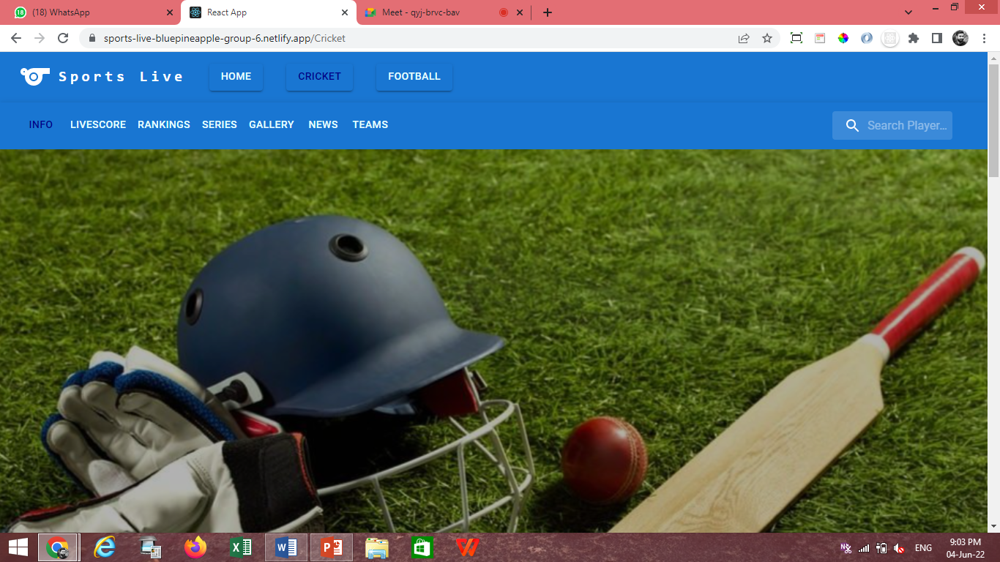 (18) WhatsApp
React App
Meet - qyj-brvc-bav
sports-live-bluepineapple-group-6.netlify.app/Cricket
Sports Live
HOME
CRICKET
FOOTBALL
INFO
LIVESCORE
RANKINGS
SERIES
GALLERY
NEWS
TEAMS
Search Player...
ENG
9:03 PM
04-Jun-22